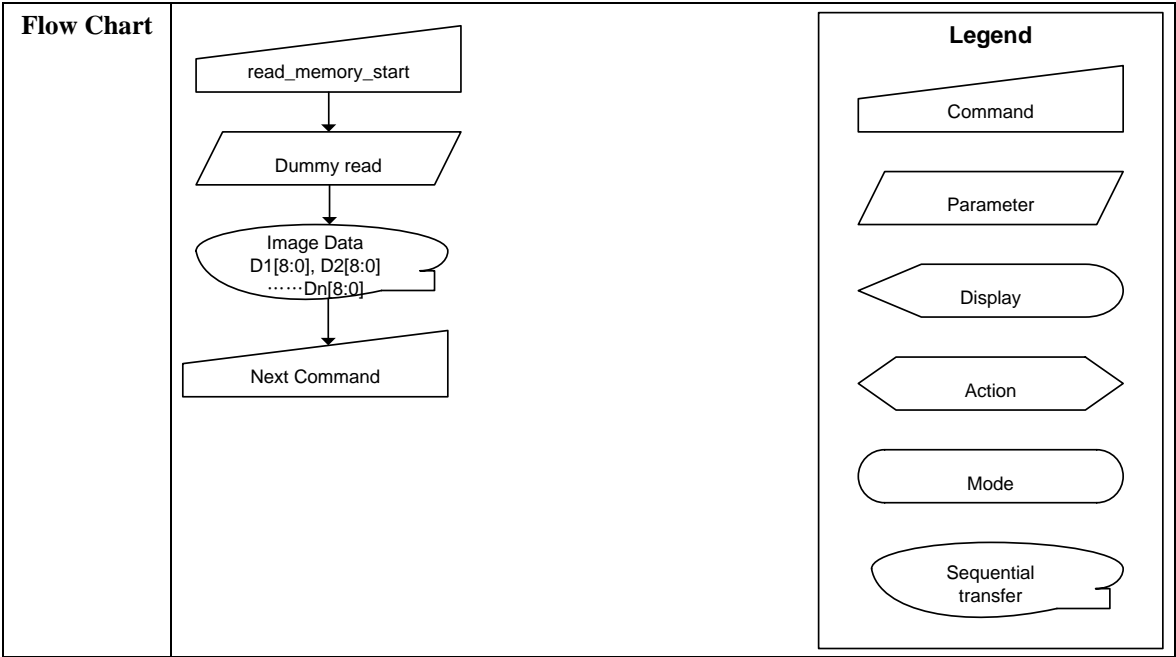 Flow Chart
read_memory_start
Dummy read
Image Data
D1[8:0], D2[8:0]
……Dn[8:0]
Next Command
Legend
Command
Parameter
Display
Action
Mode
Sequential
transfer